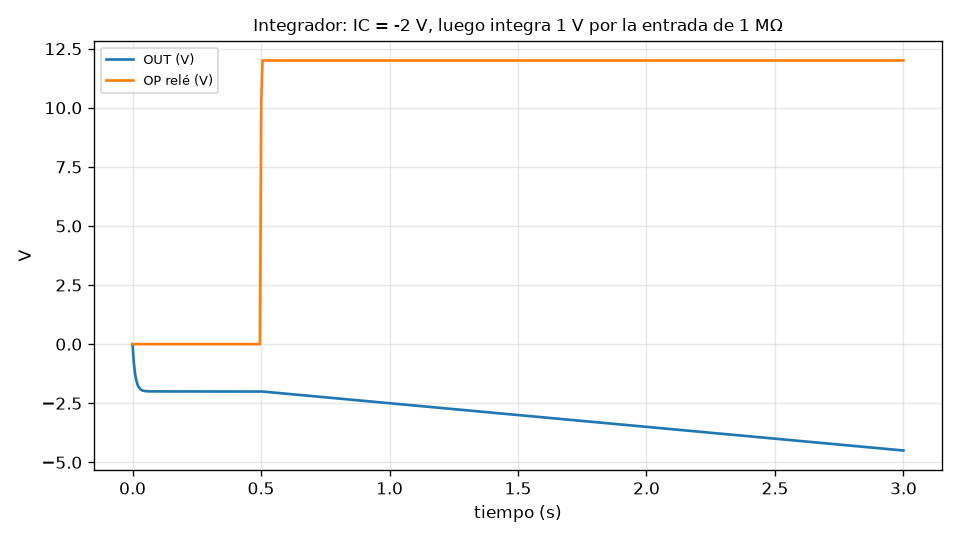 Integrador: IC = -2 V, luego integra 1 V por la entrada de 1 MΩ
OUT (V)
OP relé (V)
12.5
10.0
7.5
5.0
2.5
0.0
−2.5
−5.0
V
0.0 0.5 1.0 1.5 2.0 2.5 3.0
tiempo (s)